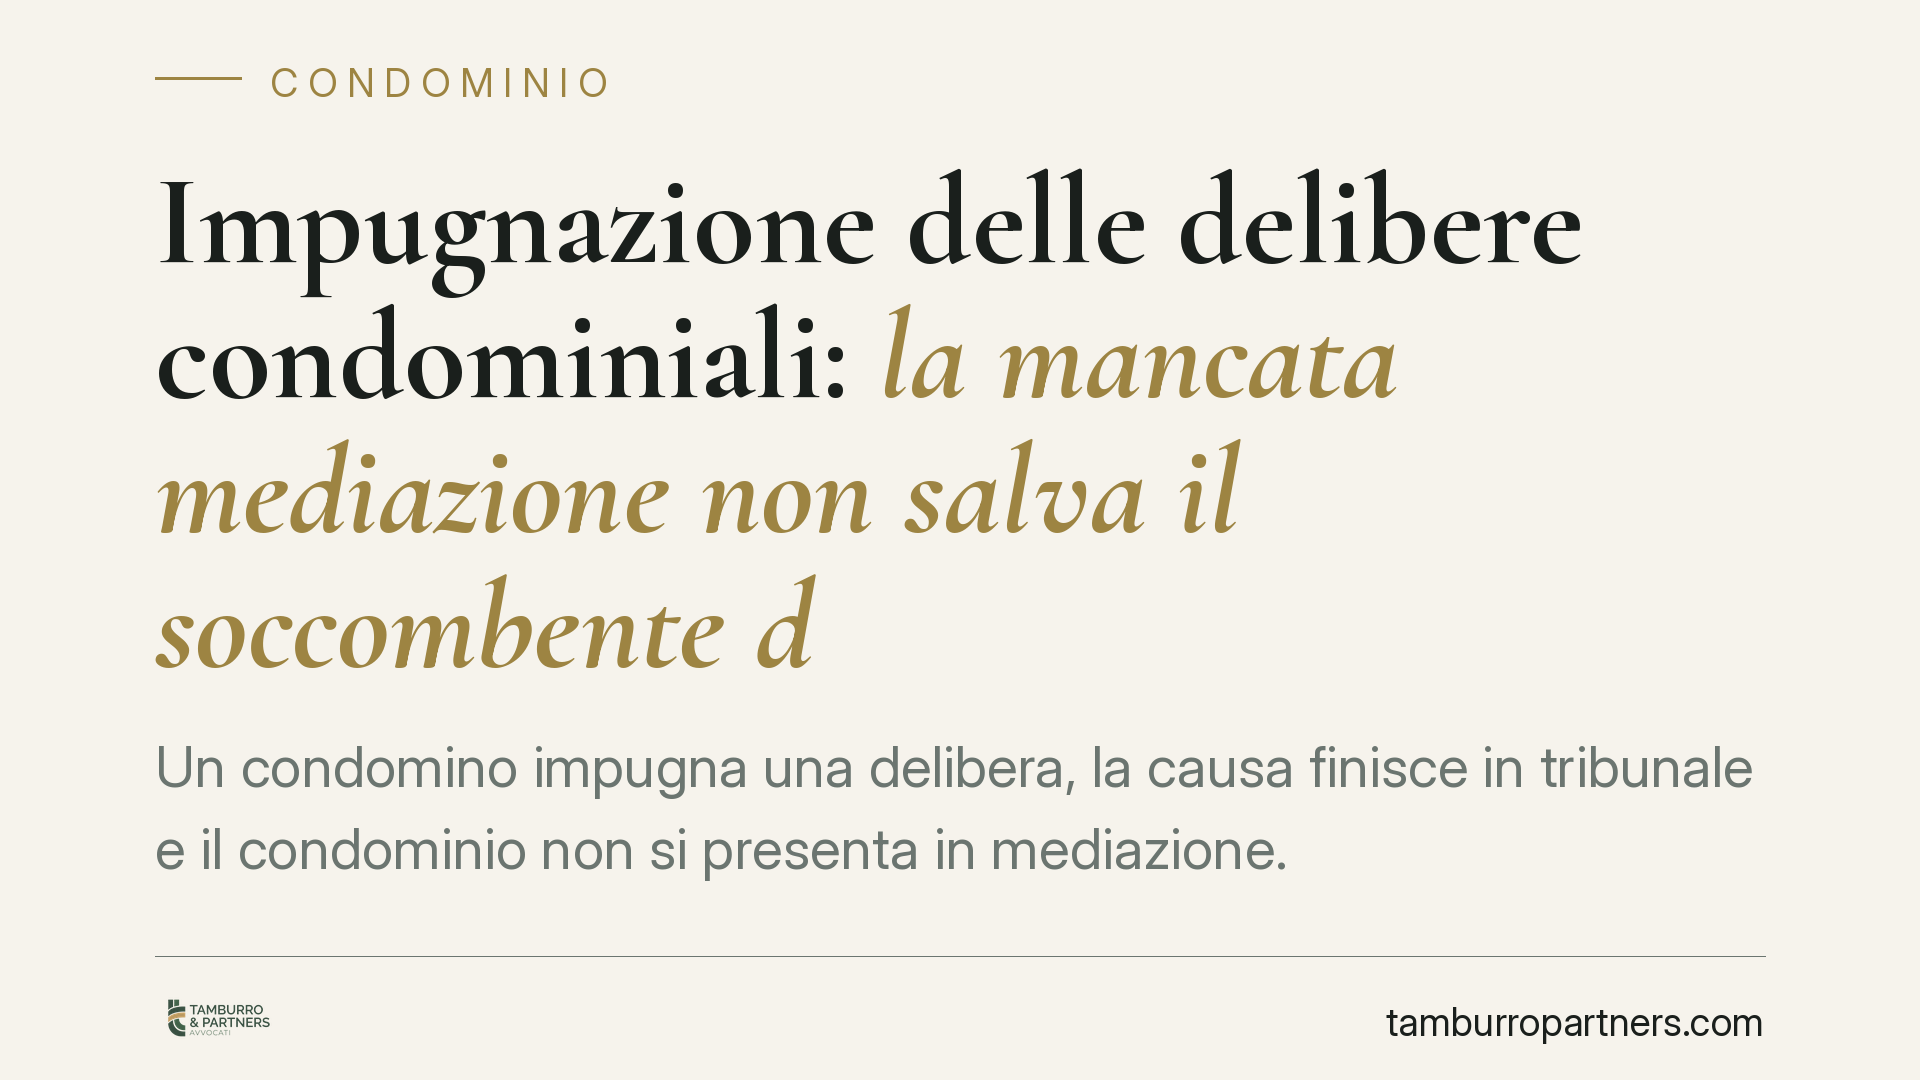 CONDOMINIO
Impugnazione delle delibere
condominiali: la mancata
mediazione non salva il
soccombente d
Un condomino impugna una delibera, la causa finisce in tribunale
e il condominio non si presenta in mediazione.
TAMBURRO
& PARTNERS
AVVOCATI
tamburropartners.com